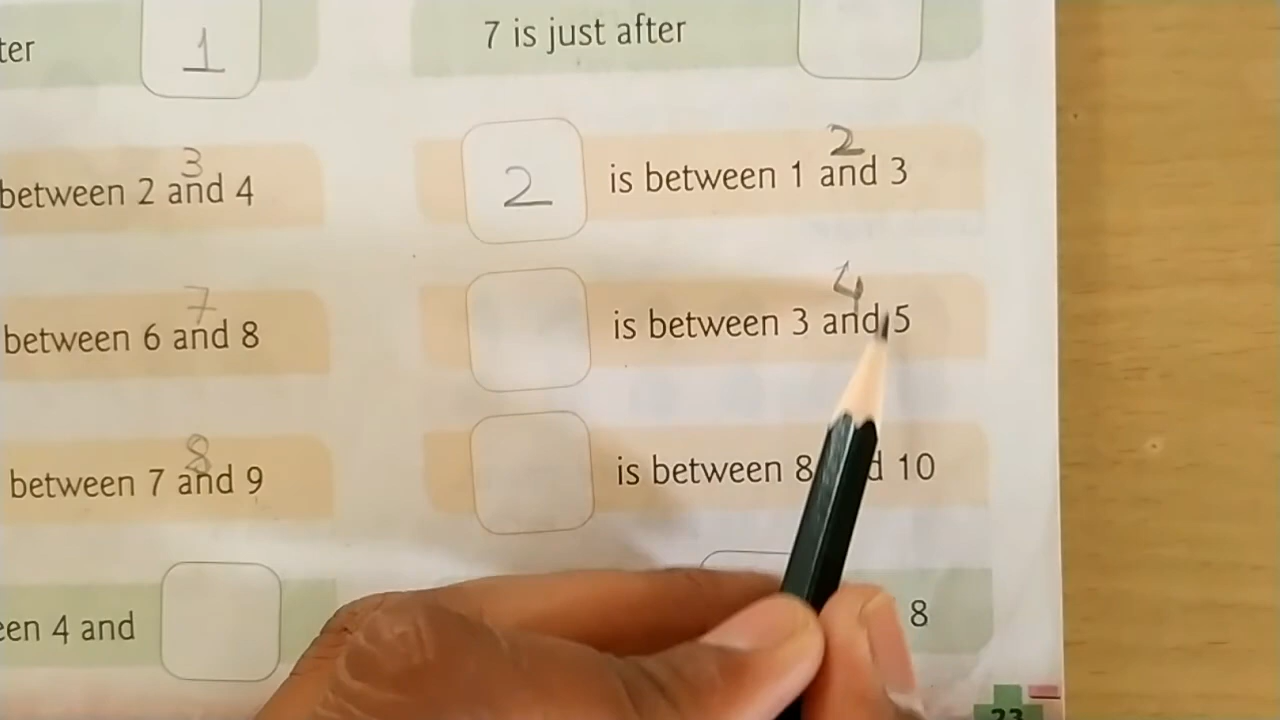 ter 1 7 is just after
3 2
between 2 and 4 2 is between 1 and 3
7 4
between 6 and 8 is between 3 and 5
8
between 7 and 9 is between 8 d 10
een 4 and 8
23